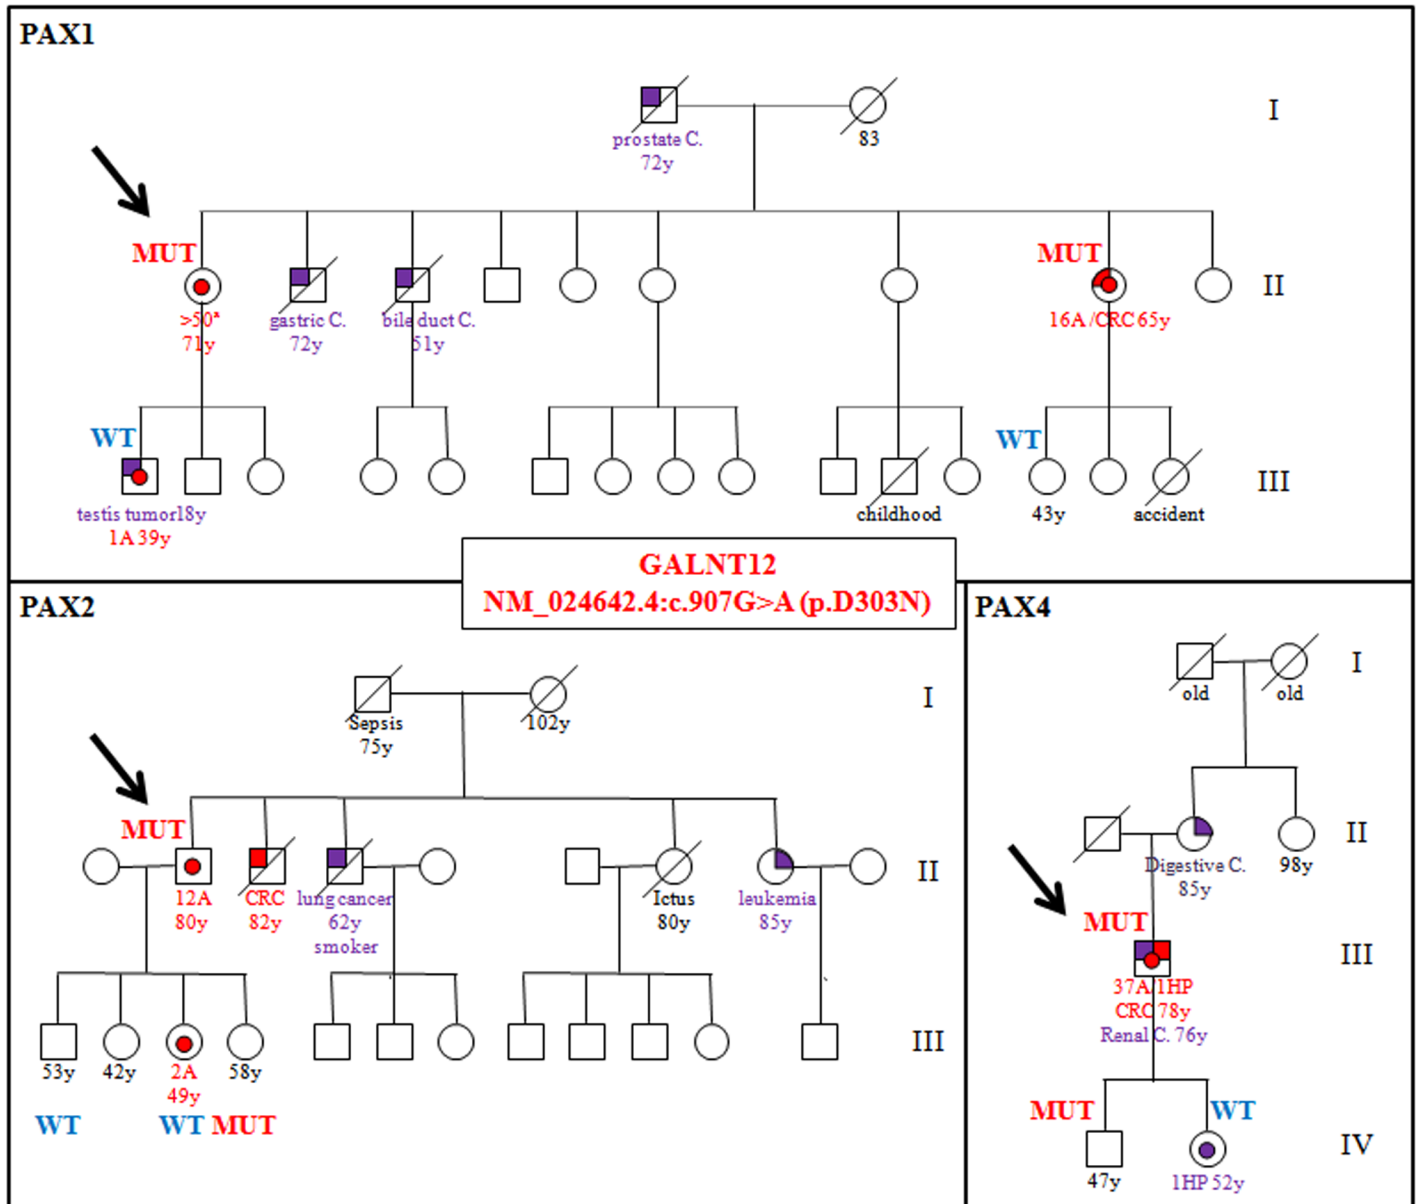 PAX1
I
prostate C.
72y
83
MUT
MUT
II
>50ª
71y
gastric C.
72y
bile duct C.
51y
16A /CRC 65y
WT
WT
III
testis tumor18y
1A 39y
childhood
43y
accident
GALNT12
NM_024642.4:c.907G>A (p.D303N)
PAX2
I
Sepsis
75y
102y
MUT
II
12A
80y
CRC
82y
lung cancer
62y
smoker
Ictus
80y
leukemia
85y
III
53y
42y
2A
49y
58y
WT
WT
MUT
PAX4
I
old
old
II
Digestive C.
85y
98y
MUT
III
37A/1HP
CRC 78y
Renal C. 76y
MUT
WT
IV
47y
1HP 52y